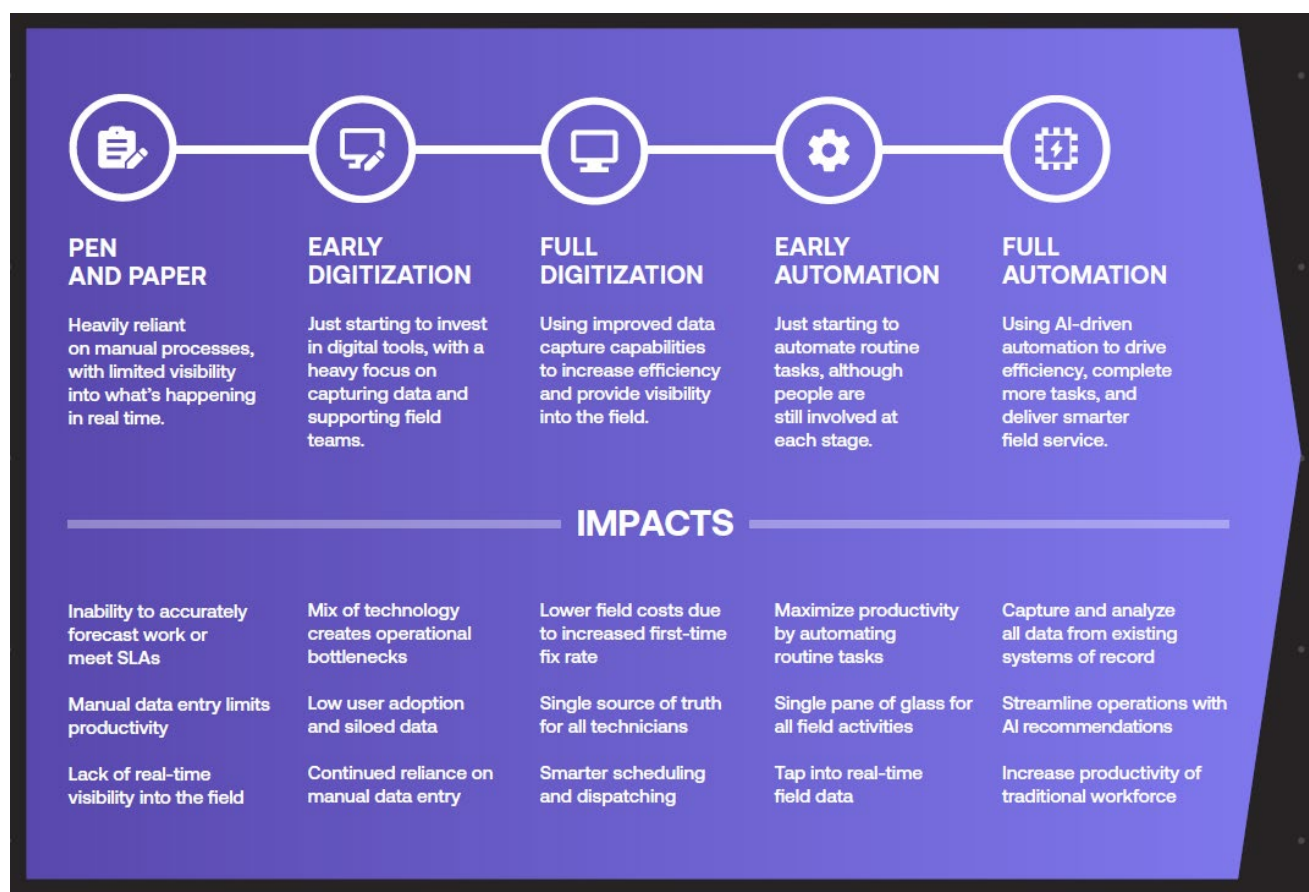 PEN
AND PAPER
Heavily reliant
on manual processes,
with limited visibility
into what's happening
in real time.
EARLY
DIGITIZATION
Just starting to invest
in digital tools, with a
heavy focus on
capturing data and
supporting field
teams.
FULL
DIGITIZATION
Using improved data
capture capabilities
to increase efficiency
and provide visibility
into the field.
EARLY
AUTOMATION
Just starting to
automate routine
tasks, although
people are
still involved at
each stage.
FULL
AUTOMATION
Using AI-driven
automation to drive
efficiency, complete
more tasks, and
deliver smarter
field service.
IMPACTS
Inability to accurately
forecast work or
meet SLAs
Manual data entry limits
productivity
Lack of real-time
visibility into the field
Mix of technology
creates operational
bottlenecks
Low user adoption
and siloed data
Continued reliance on
manual data entry
Lower field costs due
to increased first-time
fix rate
Single source of truth
for all technicians
Smarter scheduling
and dispatching
Maximize productivity
by automating
routine tasks
Single pane of glass for
all field activities
Tap into real-time
field data
Capture and analyze
all data from existing
systems of record
Streamline operations with
AI recommendations
Increase productivity of
traditional workforce